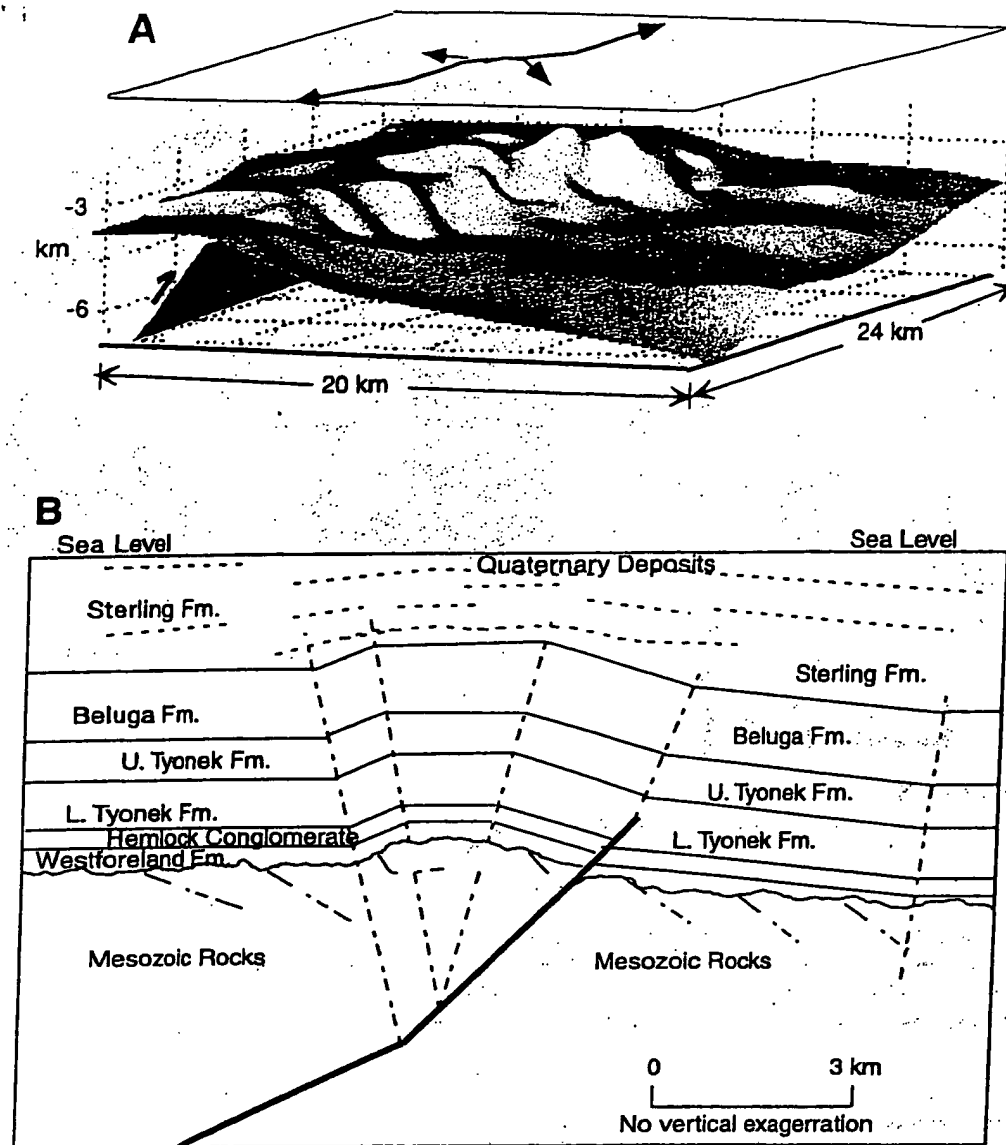 A
-3
km
-6
20 km
24 km
B
Sea Level
Sea Level
Quaternary Deposits
Sterling Fm.
Sterling Fm.
Beluga Fm.
Beluga Fm.
U. Tyonek Fm.
U. Tyonek Fm.
L. Tyonek Fm.
L. Tyonek Fm.
Hemlock Conglomerate
Westforeland Fm.
Mesozoic Rocks
Mesozoic Rocks
0 3 km
No vertical exaggeration